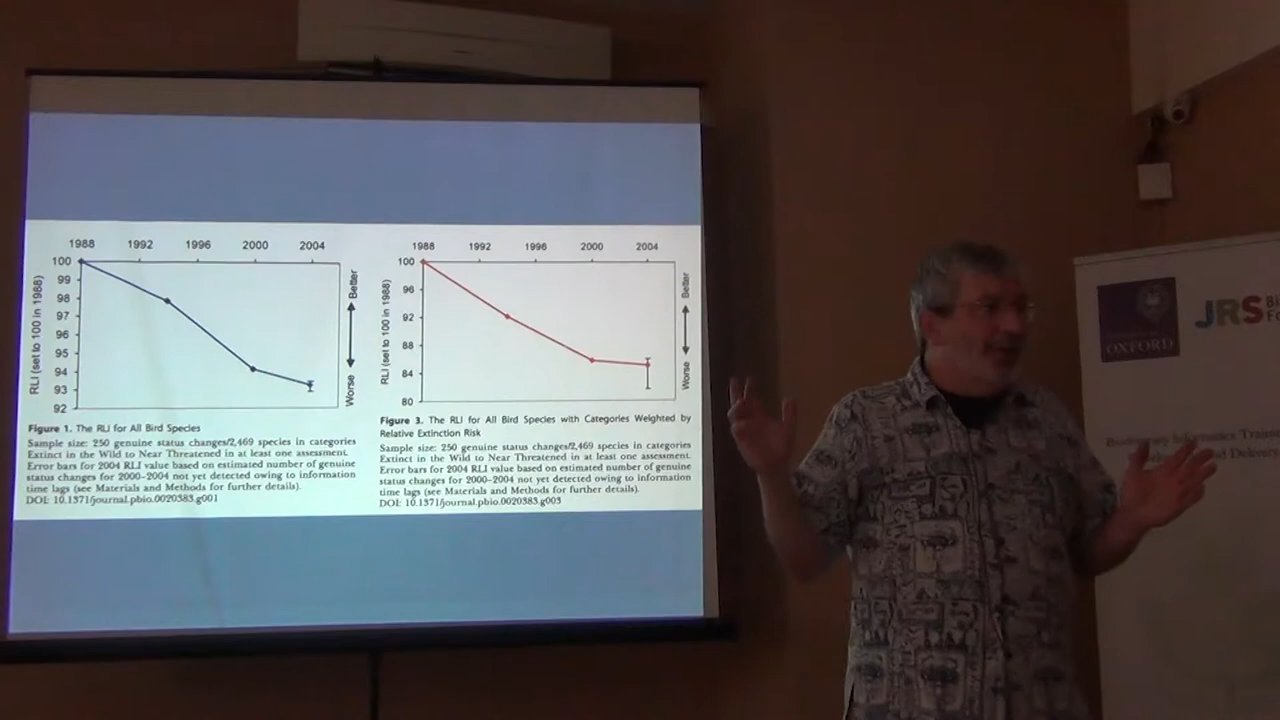 1988 1992 1996 2000 2004
100
99
98
97
96
95
94
93
92
RLI (set to 100 in 1988)
Better
Worse
Figure 1. The RLI for All Bird Species
Sample size: 250 genuine status changes/2,469 species in categories
Extinct in the Wild to Near Threatened in at least one assessment.
Error bars for 2004 RLI value based on estimated number of genuine
status changes for 2000–2004 not yet detected owing to information
time lags (see Materials and Methods for further details).
DOI: 10.1371/journal.pbio.0020383.g001
1988 1992 1996 2000 2004
100
96
92
88
84
80
RLI (set to 100 in 1988)
Better
Worse
Figure 3. The RLI for All Bird Species with Categories Weighted by
Relative Extinction Risk
Sample size: 250 genuine status changes/2,469 species in categories
Extinct in the Wild to Near Threatened in at least one assessment.
Error bars for 2004 RLI value based on estimated number of genuine
status changes for 2000–2004 not yet detected owing to information
time lags (see Materials and Methods for further details).
DOI: 10.1371/journal.pbio.0020383.g003
OXFORD
JRS